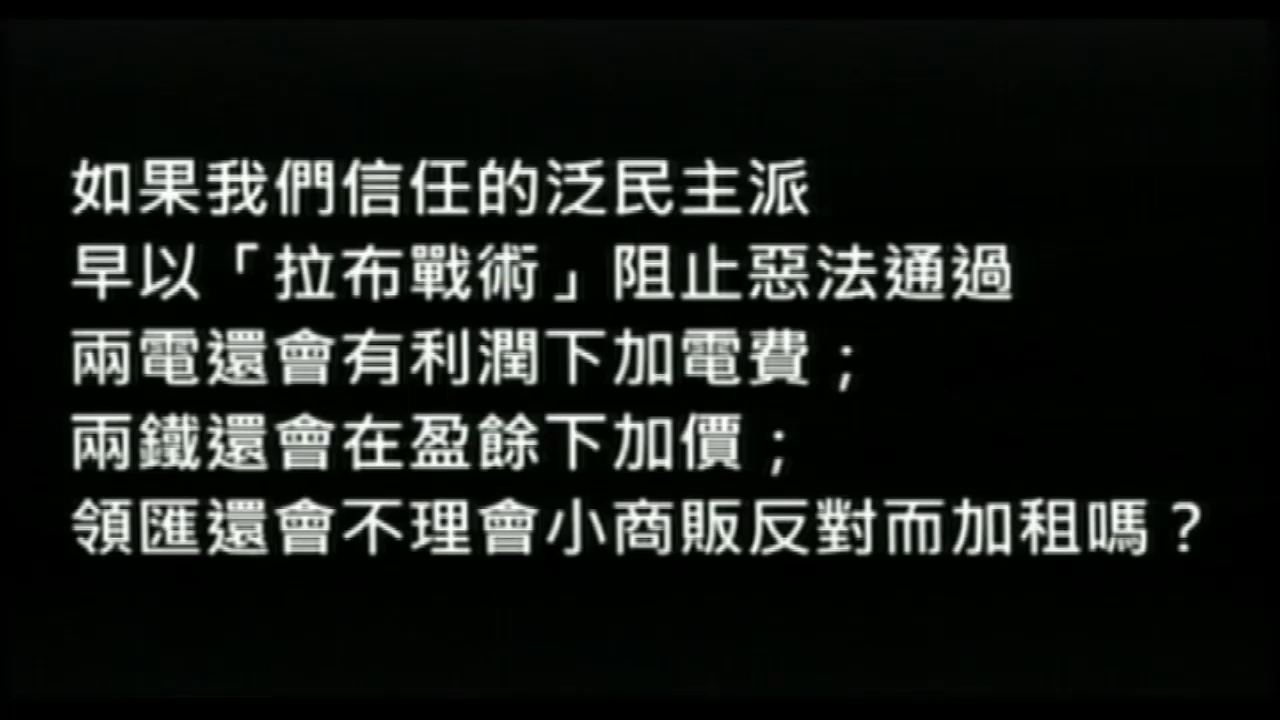 如果我們信任的泛民主派
早以「拉布戰術」阻止惡法通過
兩電還會有利潤下加電費；
兩鐵還會在盈餘下加價；
領匯還會不理會小商販反對而加租嗎？